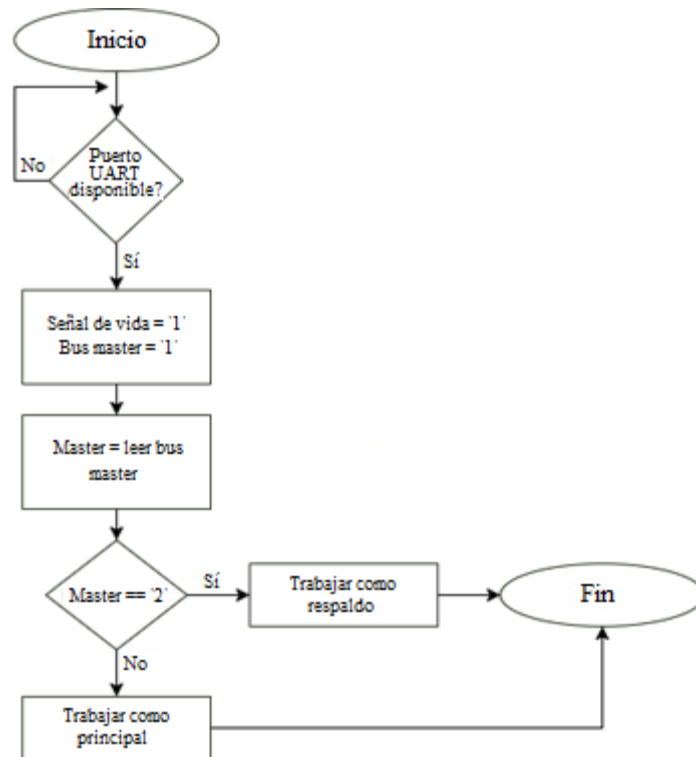 Inicio
Puerto
UART
disponible?
No
Sí
Señal de vida = '1'
Bus master = '1'
Master = leer bus
master
Master == '2'
Sí
Trabajar como
respaldo
Fin
No
Trabajar como
principal